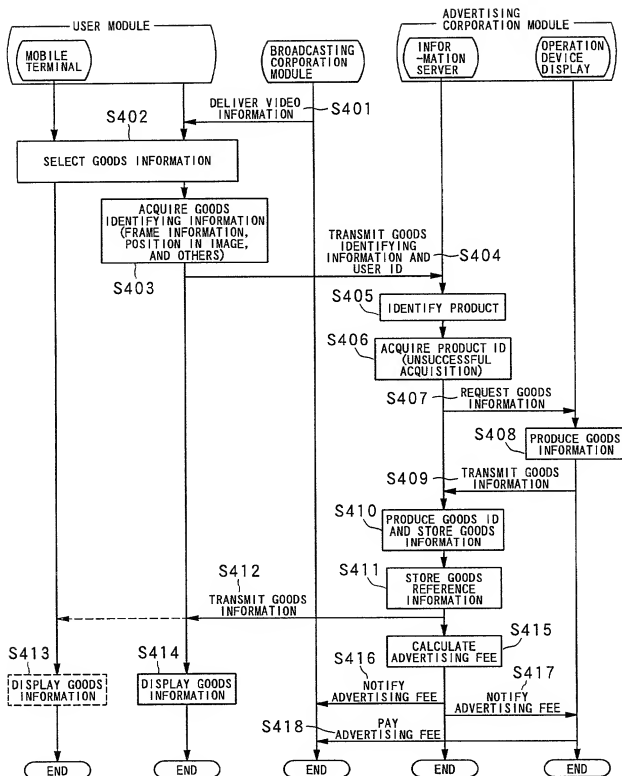 USER MODULE
ADVERTISING
CORPORATION MODULE
MOBILE
TERMINAL
BROADCASTING
CORPORATION
MODULE
INFOR
-MATION
SERVER
OPERATION
DEVICE
DISPLAY
DELIVER VIDEO
INFORMATION
S401
S402
SELECT GOODS INFORMATION
ACQUIRE GOODS
IDENTIFYING INFORMATION
(FRAME INFORMATION,
POSITION IN IMAGE,
AND OTHERS)
S403
TRANSMIT GOODS
IDENTIFYING
INFORMATION AND
USER ID
S404
S405
IDENTIFY PRODUCT
S406
ACQUIRE PRODUCT ID
(UNSUCCESSFUL
ACQUISITION)
S407
REQUEST GOODS
INFORMATION
S408
PRODUCE GOODS
INFORMATION
S409
TRANSMIT GOODS
INFORMATION
S410
PRODUCE GOODS ID
AND STORE GOODS
INFORMATION
S411
STORE GOODS
REFERENCE
INFORMATION
S412
TRANSMIT GOODS
INFORMATION
CALCULATE
ADVERTISING FEE
S415
S413
DISPLAY GOODS
INFORMATION
S414
DISPLAY GOODS
INFORMATION
S416
NOTIFY
ADVERTISING FEE
S417
NOTIFY
ADVERTISING FEE
S418
PAY
ADVERTISING FEE
END
END
END
END
END